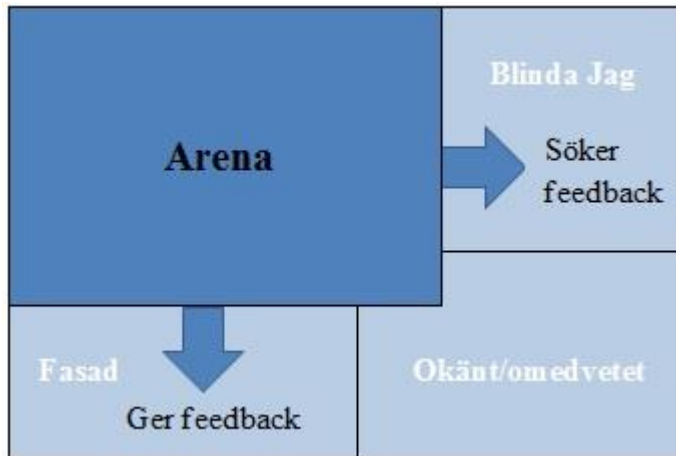 Blinda Jag
Arena
Söker
feedback
Fasad
Okänt/omedvetet
Ger feedback